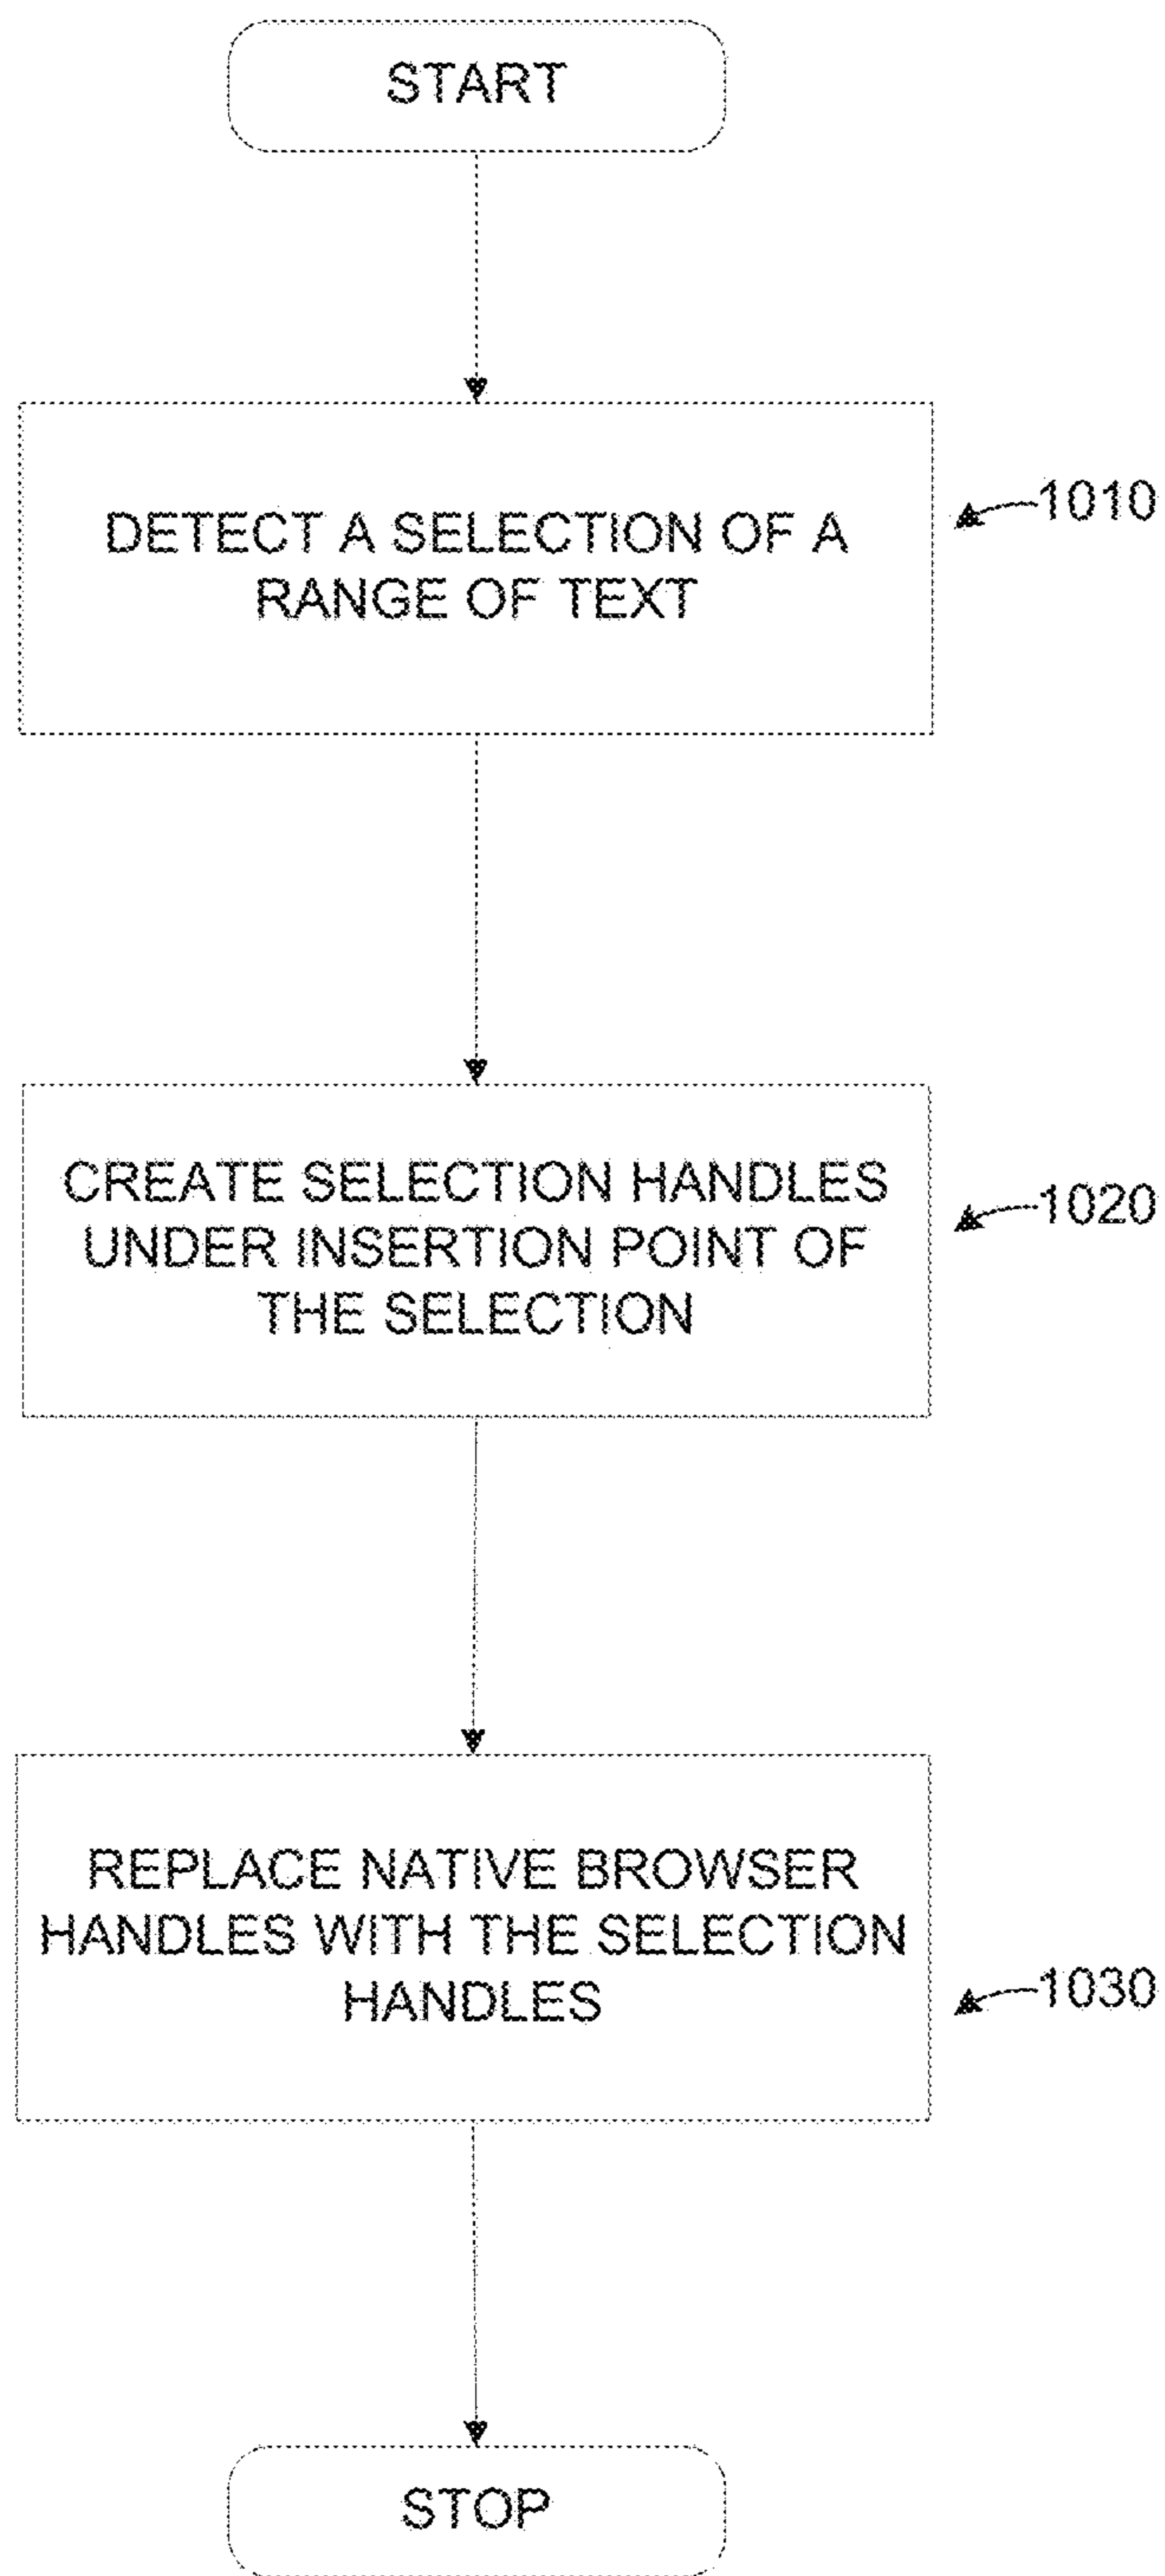 START
DETECT A SELECTION OF A
RANGE OF TEXT
1010
CREATE SELECTION HANDLES
UNDER INSERTION POINT OF
THE SELECTION
1020
REPLACE NATIVE BROWSER
HANDLES WITH THE SELECTION
HANDLES
1030
STOP